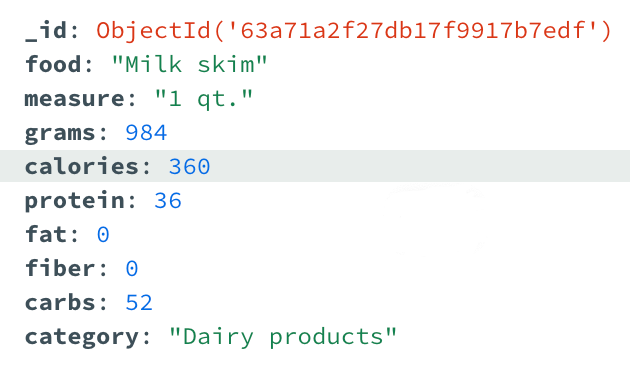 _id: ObjectId('63a71a2f27db17f9917b7edf')
food: "Milk skim"
measure: "1 qt."
grams: 984
calories: 360
protein: 36
fat: 0
fiber: 0
carbs: 52
category: "Dairy products"